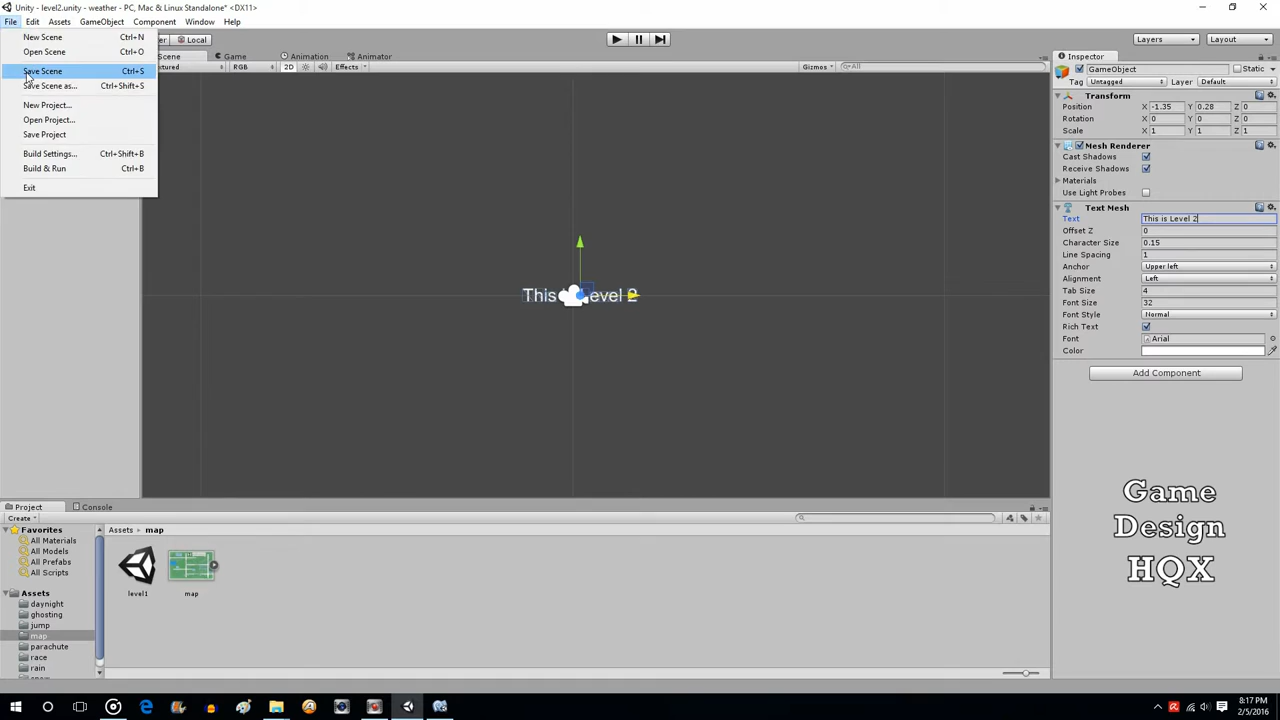 Unity - level2.unity - weather - PC, Mac & Linux Standalone* <DX11>
File Edit Assets GameObject Component Window Help
New Scene Ctrl+N
Open Scene Ctrl+O
Save Scene Ctrl+S
Save Scene as... Ctrl+Shift+S
New Project...
Open Project...
Save Project
Build Settings... Ctrl+Shift+B
Build & Run Ctrl+B
Exit
Local
Layers
Layout
Scene Game Animation Animator
RGB 2D Effects Gizmos All
This Level 2
Inspector
GameObject Static
Tag Untagged Layer Default
Transform
Position X -1.35 Y 0.28 Z 0
Rotation X 0 Y 0 Z 0
Scale X 1 Y 1 Z 1
Mesh Renderer
Cast Shadows
Receive Shadows
Materials
Use Light Probes
Text Mesh
Text This is Level 2
Offset Z 0
Character Size 0.15
Line Spacing 1
Anchor Upper left
Alignment Left
Tab Size 4
Font Size 32
Font Style Normal
Rich Text
Font Arial
Color
Add Component
Game
Design
HQX
Project Console
Create
Favorites
All Materials
All Models
All Prefabs
All Scripts
Assets
daynight
ghosting
jump
map
parachute
race
rain
Assets map
level1 map
8:17 PM
2/5/2016